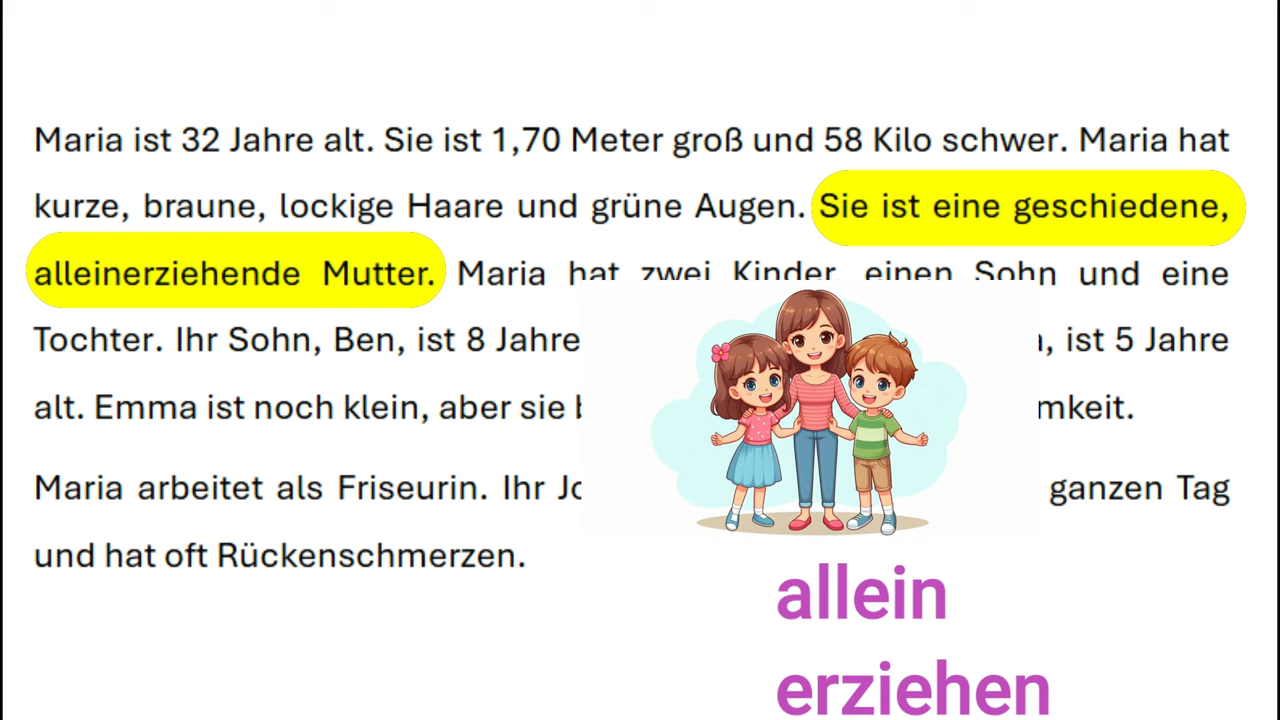 Maria ist 32 Jahre alt. Sie ist 1,70 Meter groß und 58 Kilo schwer. Maria hat
kurze, braune, lockige Haare und grüne Augen. Sie ist eine geschiedene,
alleinerziehende Mutter. Maria hat zwei Kinder, einen Sohn und eine
Tochter. Ihr Sohn, Ben, ist 8 Jahre ist 5 Jahre
alt. Emma ist noch klein, aber sie mkeit.
Maria arbeitet als Friseurin. Ihr ganzen Tag
und hat oft Rückenschmerzen.
allein
erziehen